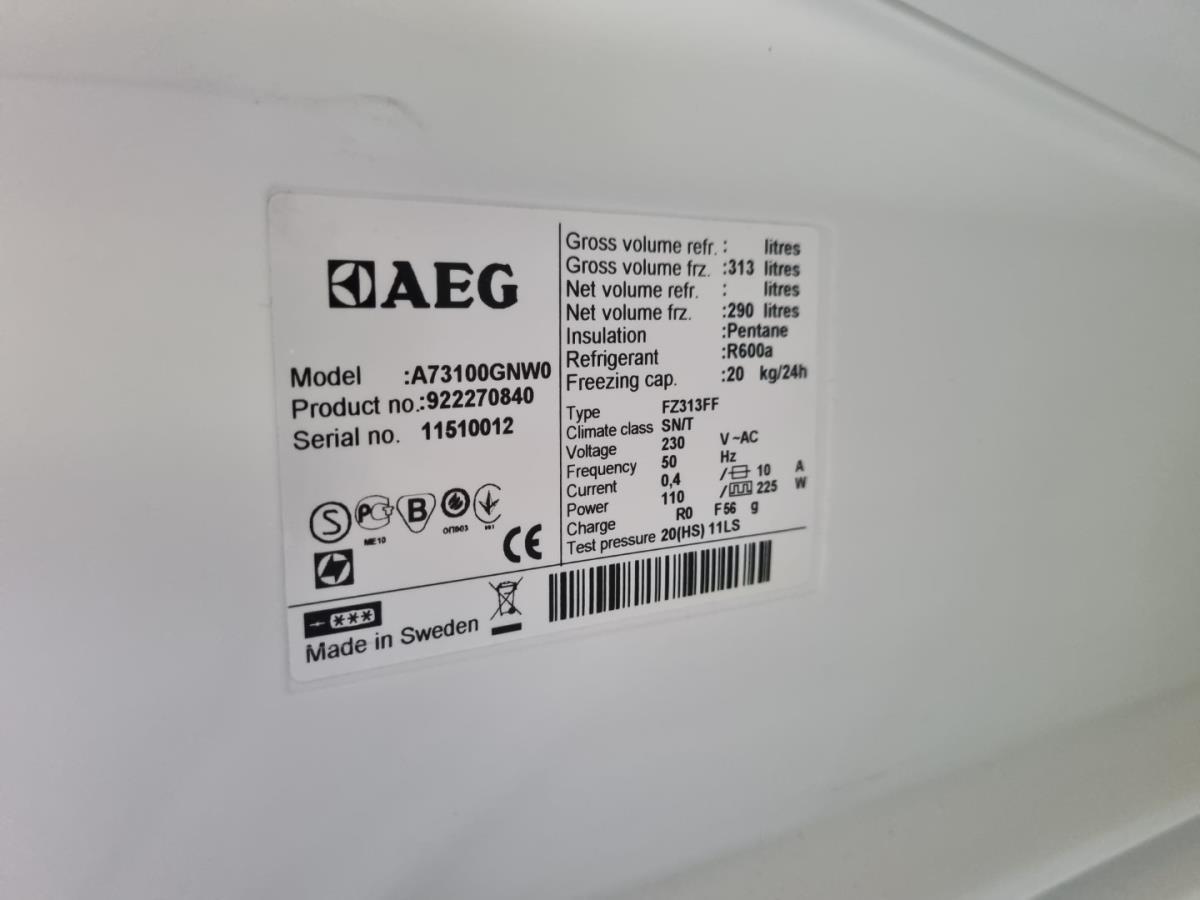 AEG
Model :A73100GNW0
Product no.:922270840
Serial no. 11510012
S PC B
ME10 ОПВ03
CE
***
Made in Sweden
Gross volume refr. : litres
Gross volume frz. :313 litres
Net volume refr. : litres
Net volume frz. :290 litres
Insulation :Pentane
Refrigerant :R600a
Freezing cap. :20 kg/24h
Type FZ313FF
Climate class SN/T
Voltage 230 V ~AC
Frequency 50 Hz
Current 0,4 / 10 A
Power 110 / 225 W
Charge R0 F 56 g
Test pressure 20(HS) 11LS